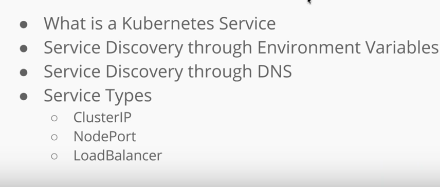 ● What is a Kubernetes Service
● Service Discovery through Environment Variables
● Service Discovery through DNS
● Service Types
○ ClusterIP
○ NodePort
○ LoadBalancer